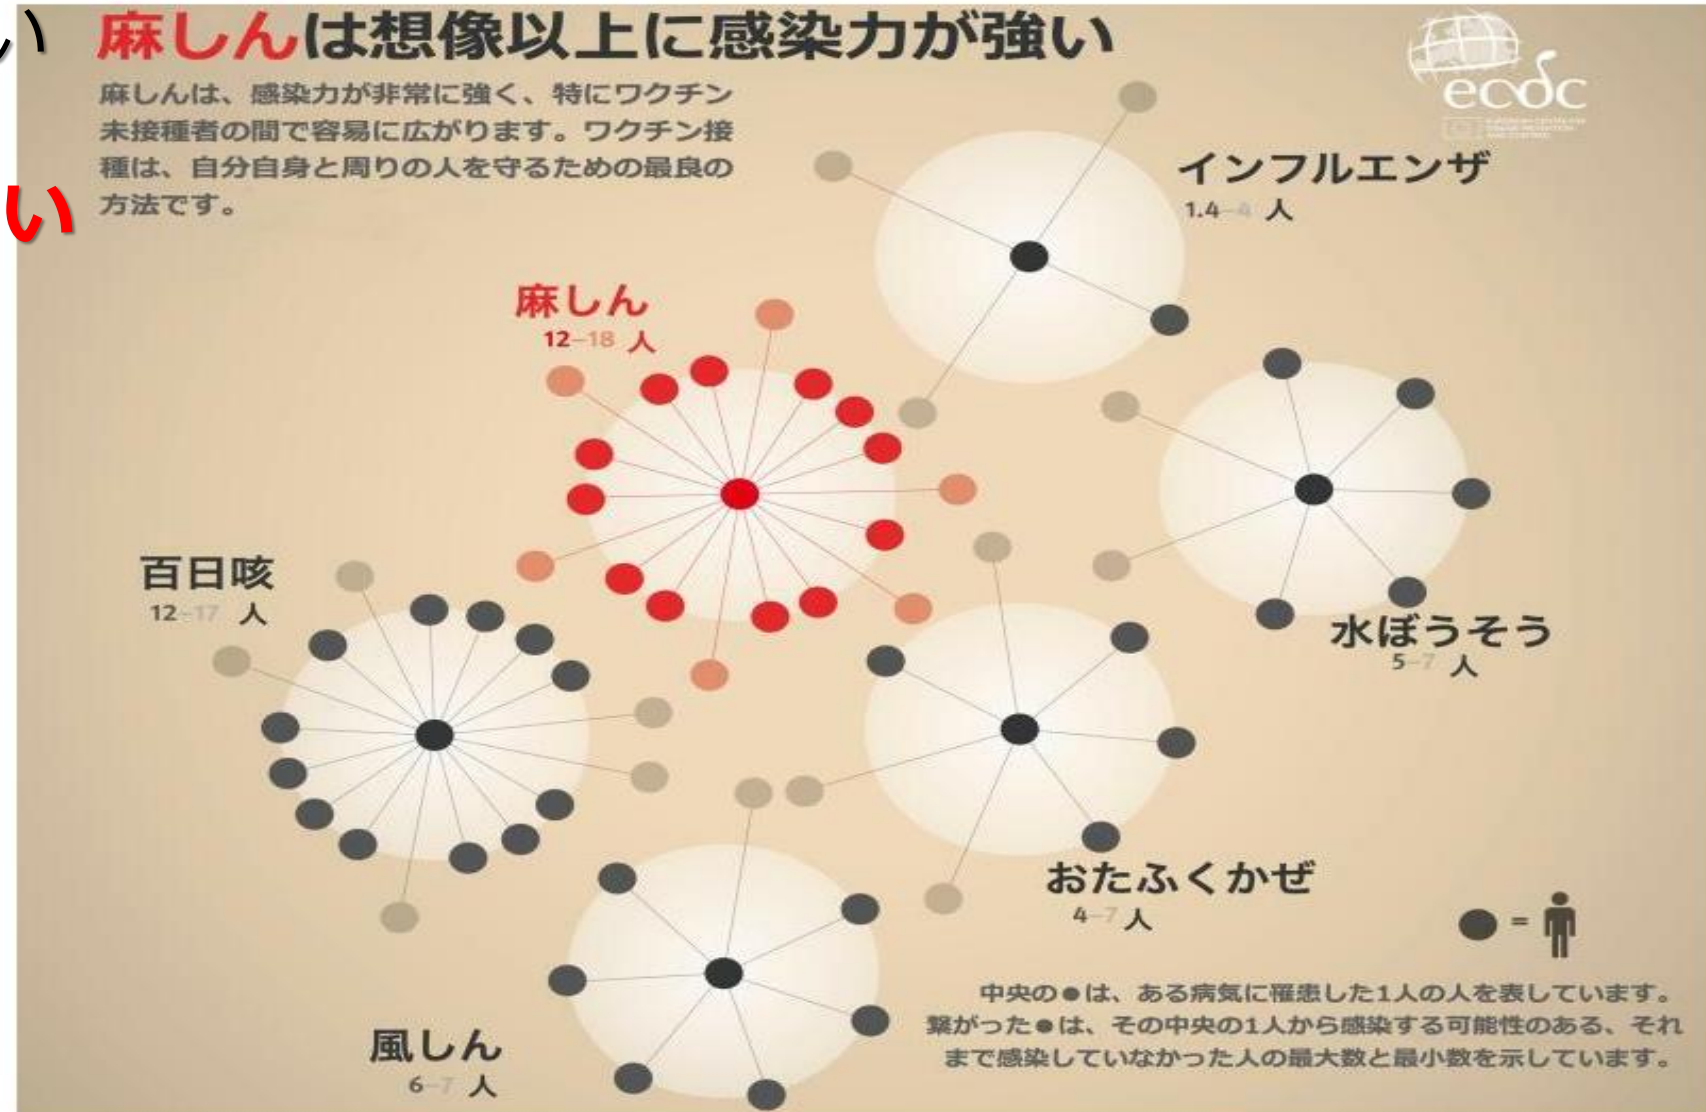 い
い
麻しんは想像以上に感染力が強い
麻しんは、感染力が非常に強く、特にワクチン
未接種者の間で容易に広がります。ワクチン接
種は、自分自身と周りの人を守るための最良の
方法です。
ecdc
EUROPEAN CENTRE FOR
DISEASE PREVENTION
AND CONTROL
インフルエンザ
1.4–4 人
麻しん
12–18 人
百日咳
12–17 人
水ぼうそう
5–7 人
おたふくかぜ
4–7 人
風しん
6–7 人
=
中央の●は、ある病気に罹患した1人の人を表しています。
繋がった●は、その中央の1人から感染する可能性のある、それ
まで感染していなかった人の最大数と最小数を示しています。